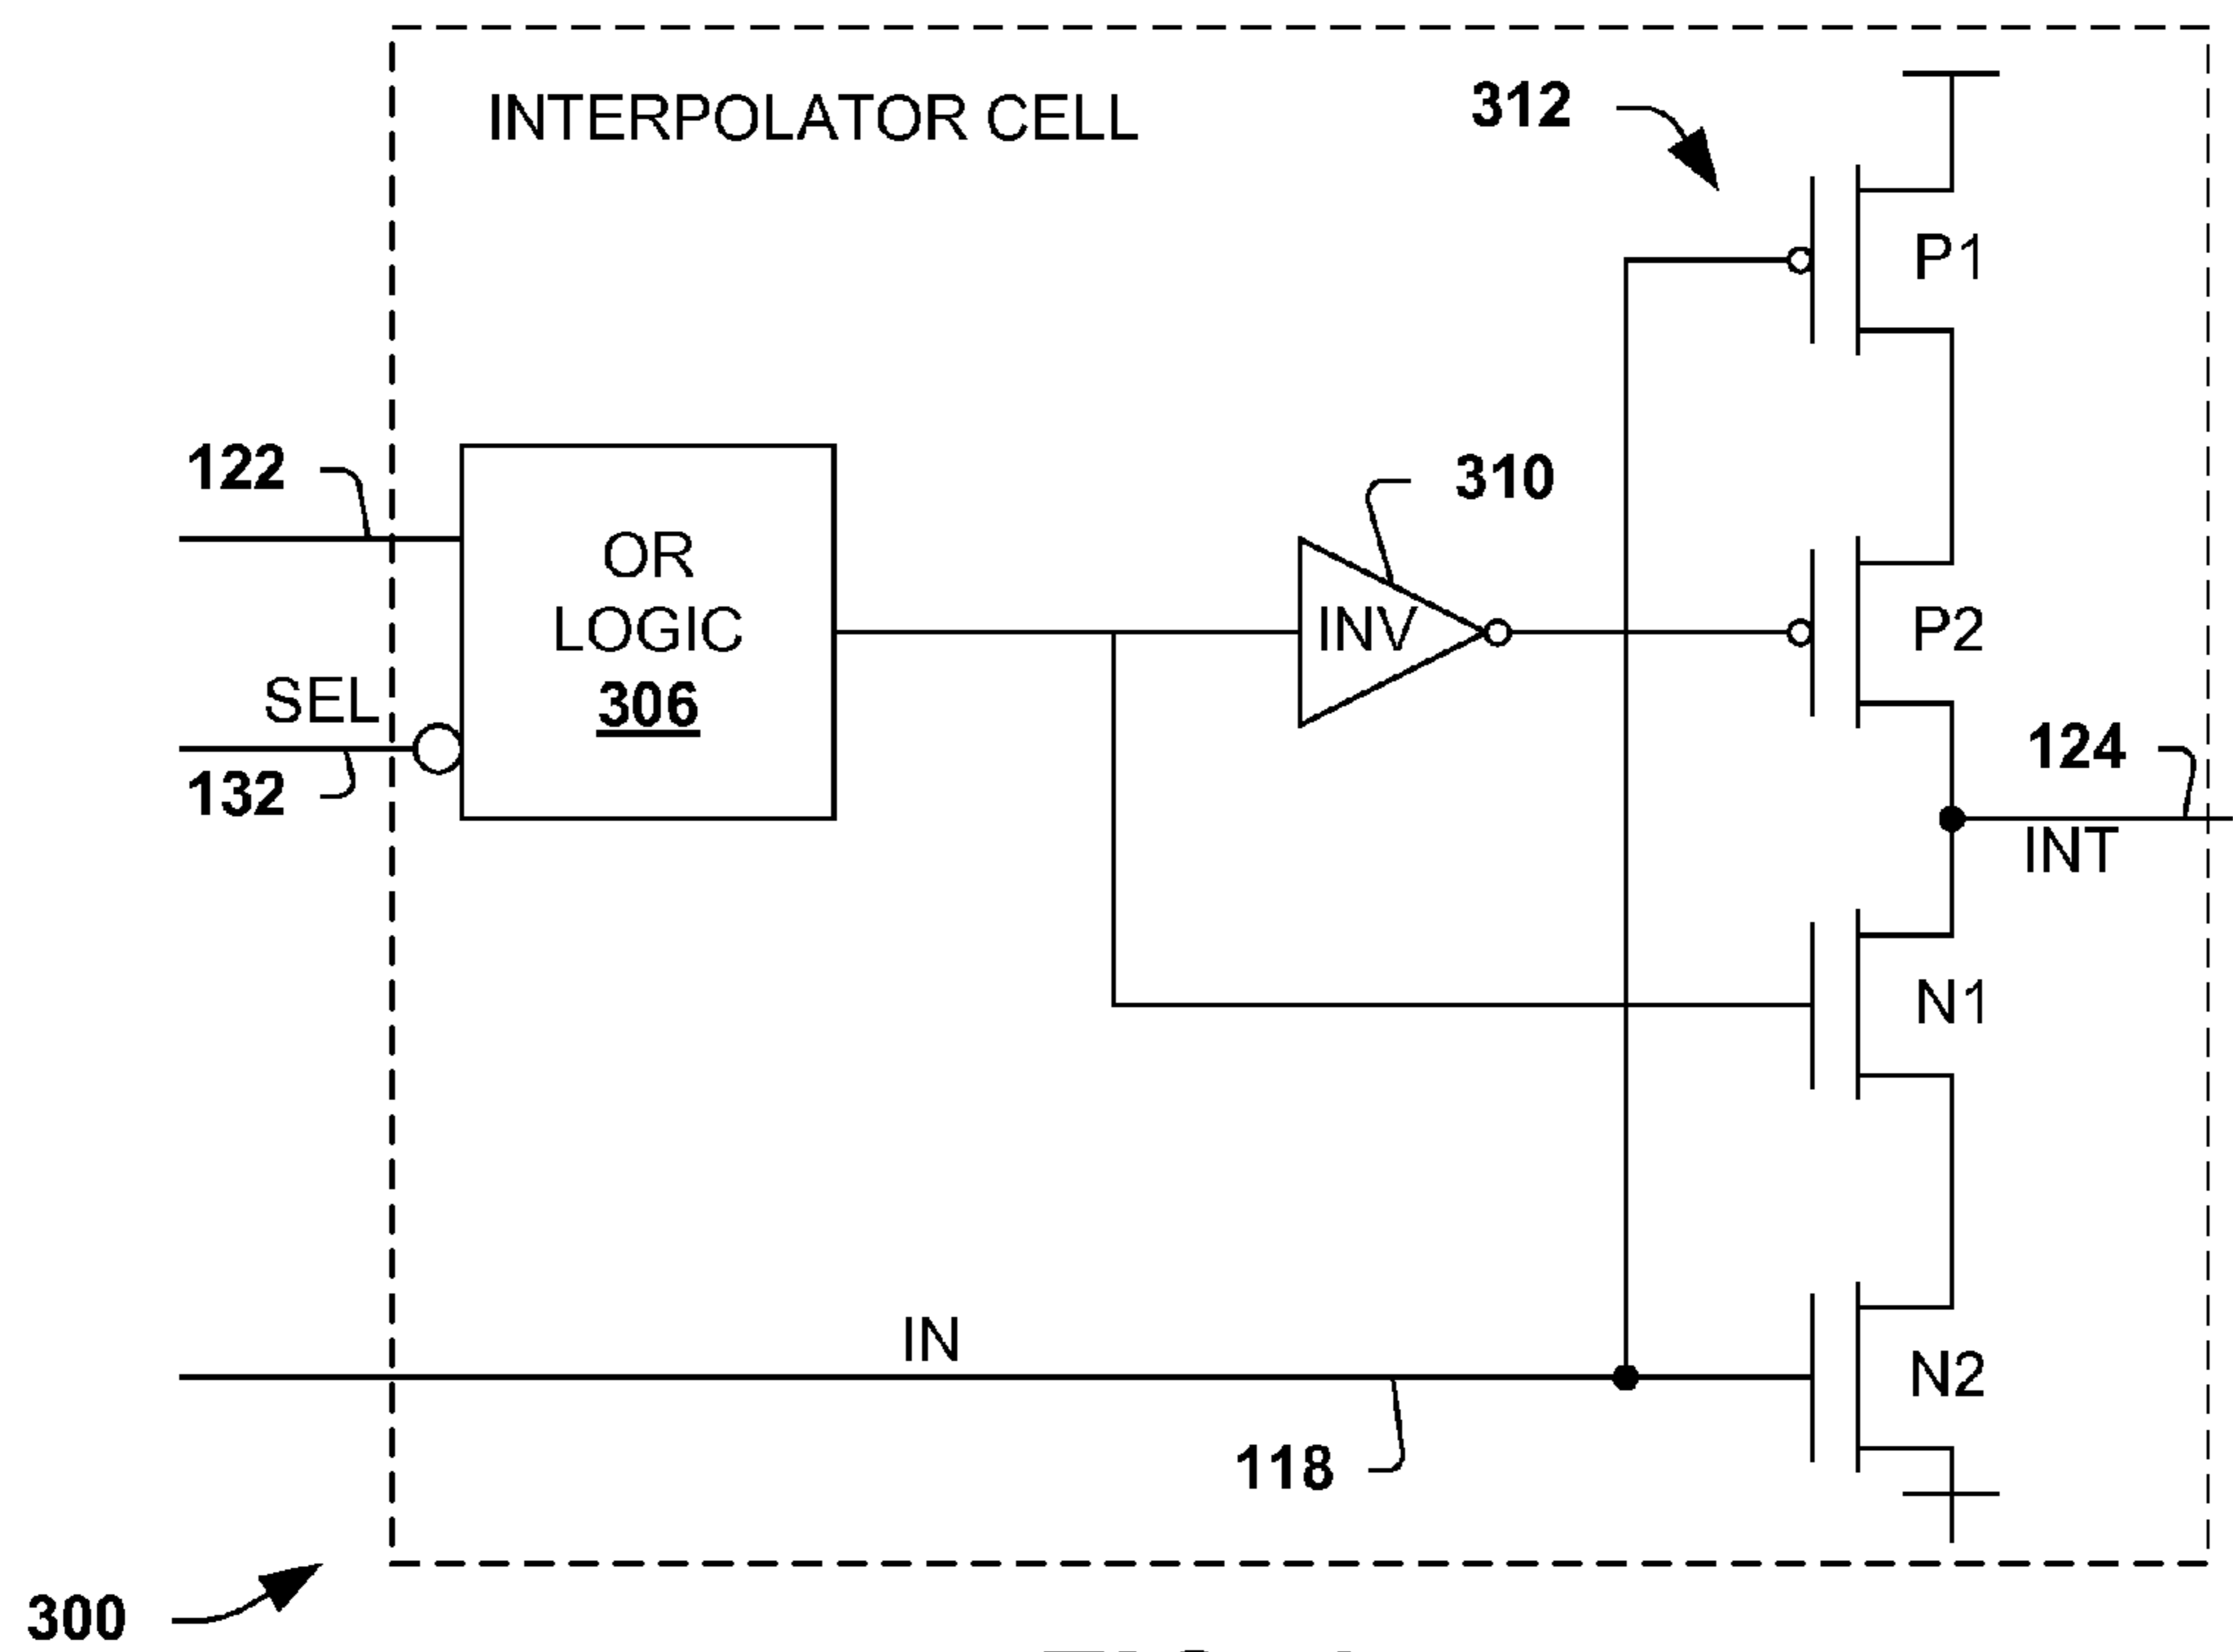 INTERPOLATOR CELL
312
P1
122
OR
LOGIC
306
310
INV
P2
SEL
132
124
INT
N1
IN
N2
118
300